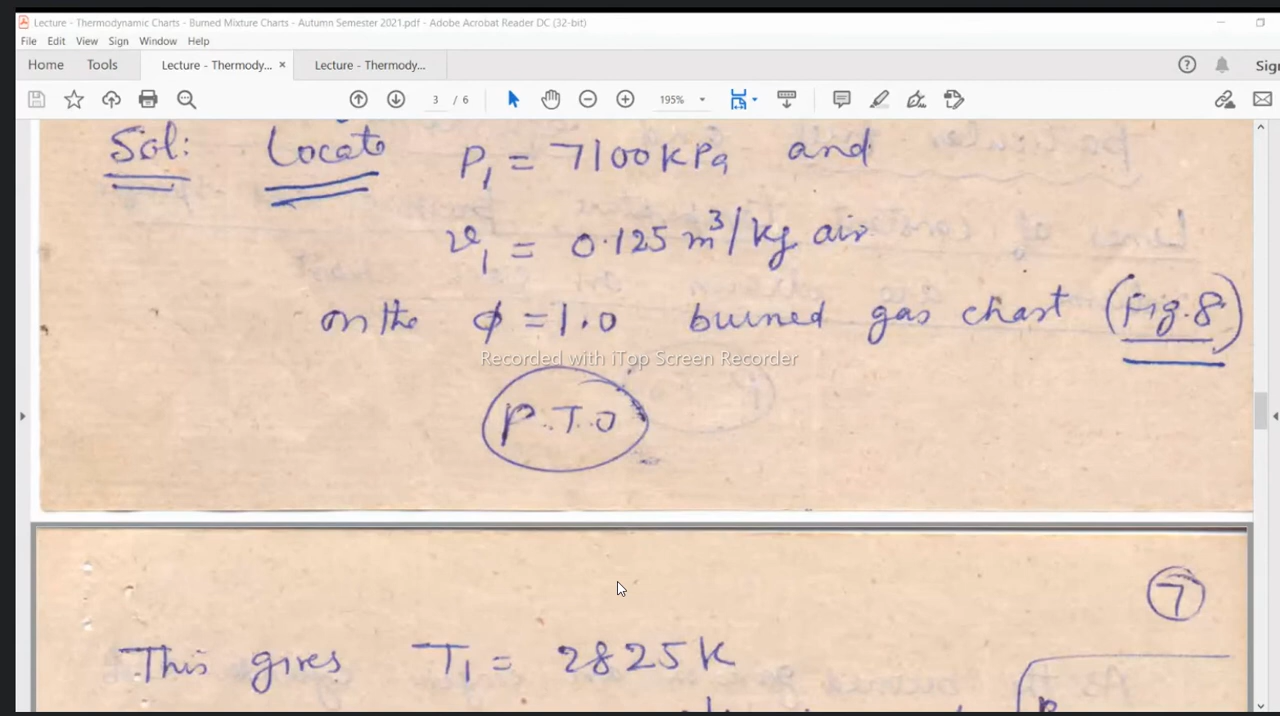 Lecture - Thermodynamic Charts - Burned Mixture Charts - Autumn Semester 2021.pdf - Adobe Acrobat Reader DC (32-bit)
File Edit View Sign Window Help
Home Tools Lecture - Thermody... × Lecture - Thermody... Sign
3 / 6 195%
Sol: Locate P₁ = 7100 kPa and
v₁ = 0.125 m³/kg air
on the ϕ = 1.0 burned gas chart (Fig. 8)
Recorded with iTop Screen Recorder
P.T.O
7
This gives T₁ = 2825 K